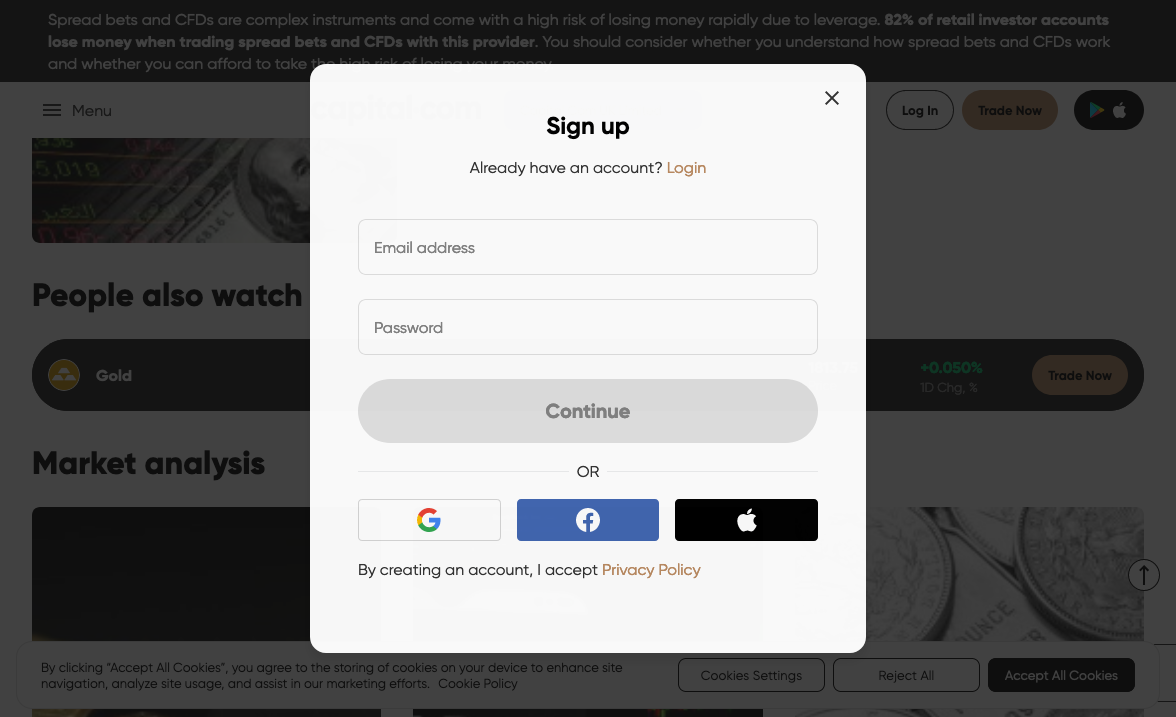 Spread bets and CFDs are complex instruments and come with a high risk of losing money rapidly due to leverage. 82% of retail investor accounts
lose money when trading spread bets and CFDs with this provider. You should consider whether you understand how spread bets and CFDs work
and whether you can afford to take the high risk of losing your money.
Menu
capital.com
Log In
Trade Now
Sign up
Already have an account? Login
5,019
Email address
People also watch
Password
Gold
+0.050%
1D Chg, %
Trade Now
Continue
Market analysis
OR
By creating an account, I accept Privacy Policy
OUNCE
By clicking “Accept All Cookies”, you agree to the storing of cookies on your device to enhance site
navigation, analyze site usage, and assist in our marketing efforts. Cookie Policy
Cookies Settings
Reject All
Accept All Cookies